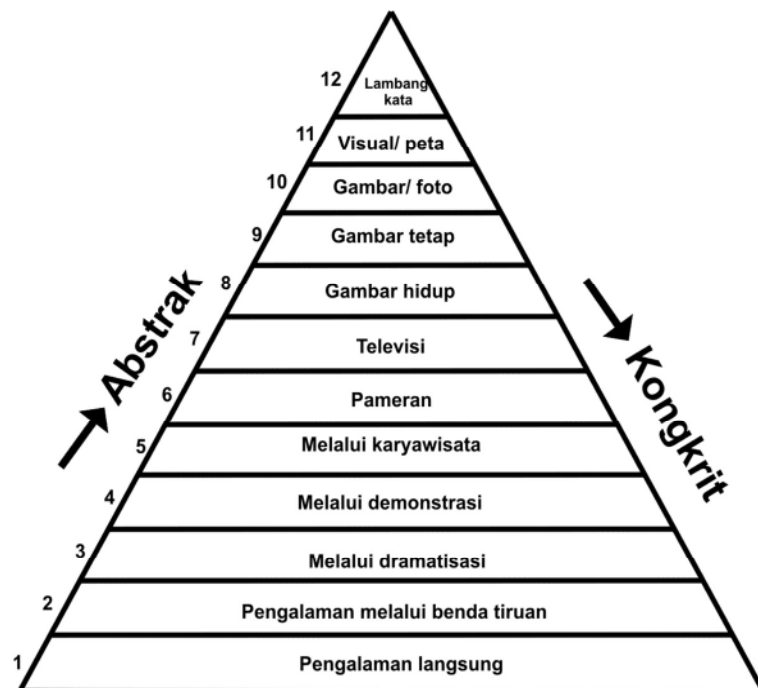 12
Lambang
kata
11
Visual/ peta
10
Gambar/ foto
9
Gambar tetap
8
Gambar hidup
7
Televisi
6
Pameran
5
Melalui karyawisata
4
Melalui demonstrasi
3
Melalui dramatisasi
2
Pengalaman melalui benda tiruan
1
Pengalaman langsung
Abstrak
Kongkrit